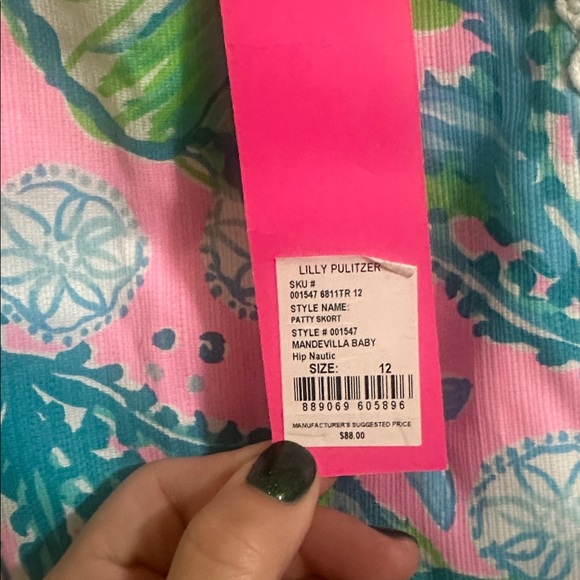 LILLY PULITZER
SKU #
001547 6811TR 12
STYLE NAME:
PATTY SKORT
STYLE # 001547
MANDEVILLA BABY
Hip Nautic
SIZE: 12
889069 605896
MANUFACTURER'S SUGGESTED PRICE
$88.00